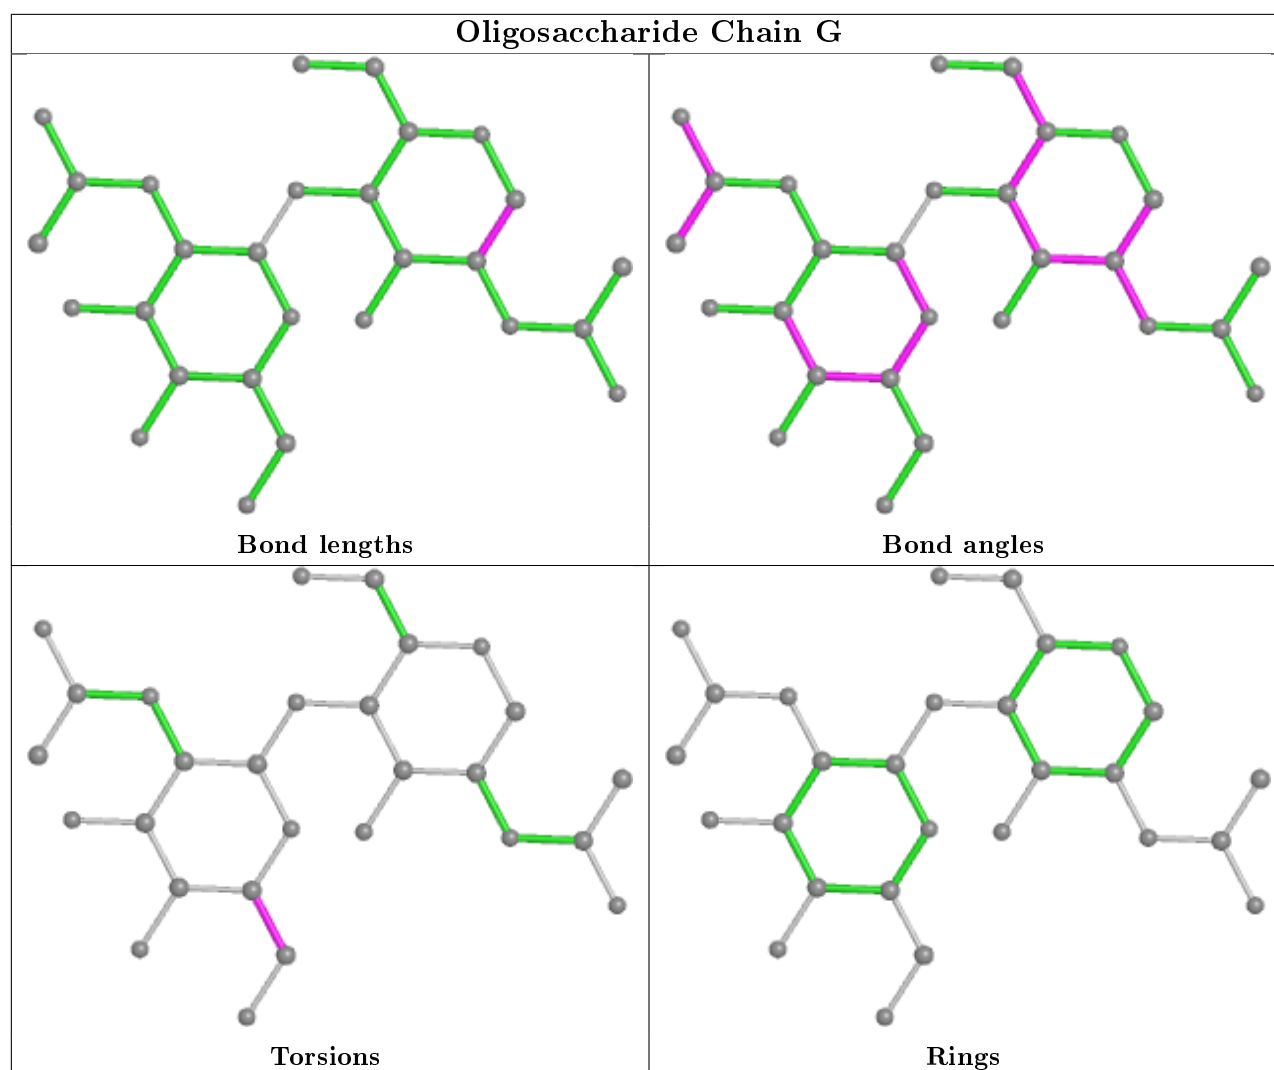 Oligosaccharide Chain G
Bond lengths
Bond angles
Torsions
Rings